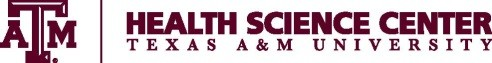 ATM
HEALTH SCIENCE CENTER
TEXAS A&M UNIVERSITY